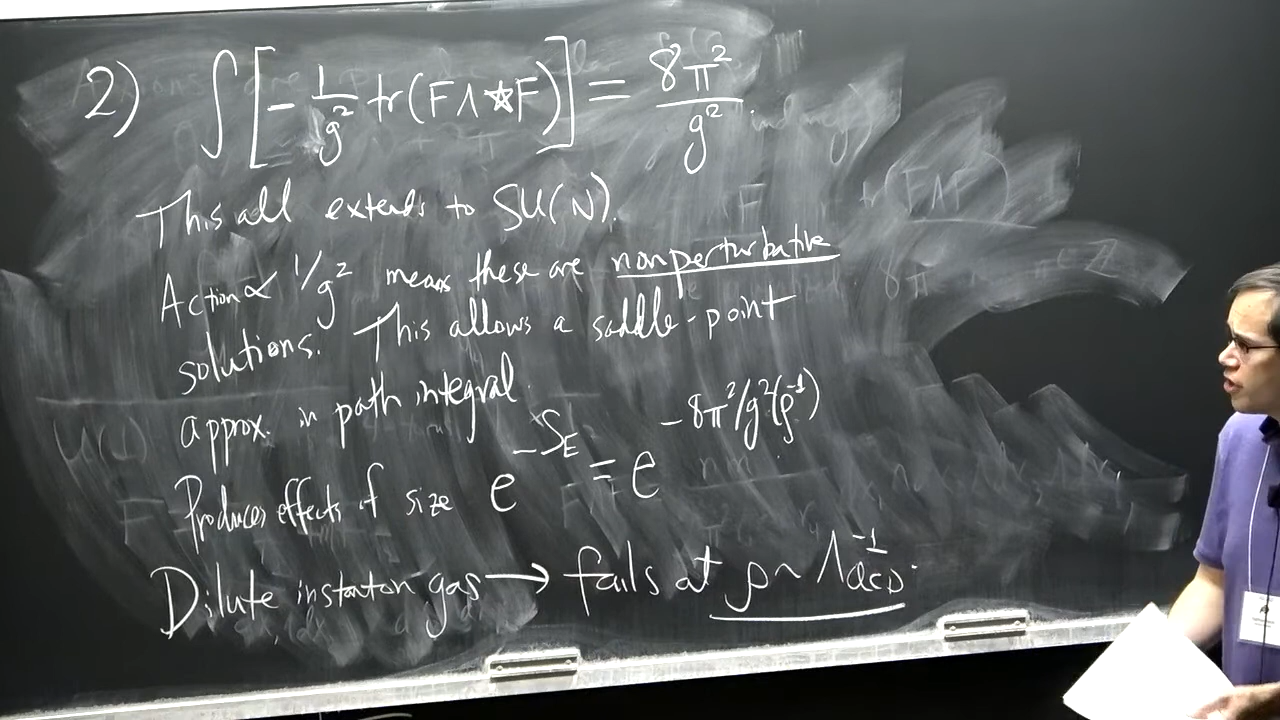 2) ∫ [ - 1/g² tr(F∧★F) ] = 8π²/g².
This all extends to SU(N).
Action ∝ 1/g² means these are nonperturbative
solutions. This allows a saddle-point
approx. in path integral.
Produces effects of size e^{-S_E} = e^{-8π²/g²(ρ^{-1})}
Dilute instanton gas → fails at ρ ~ Λ_{QCD}^{-1}.